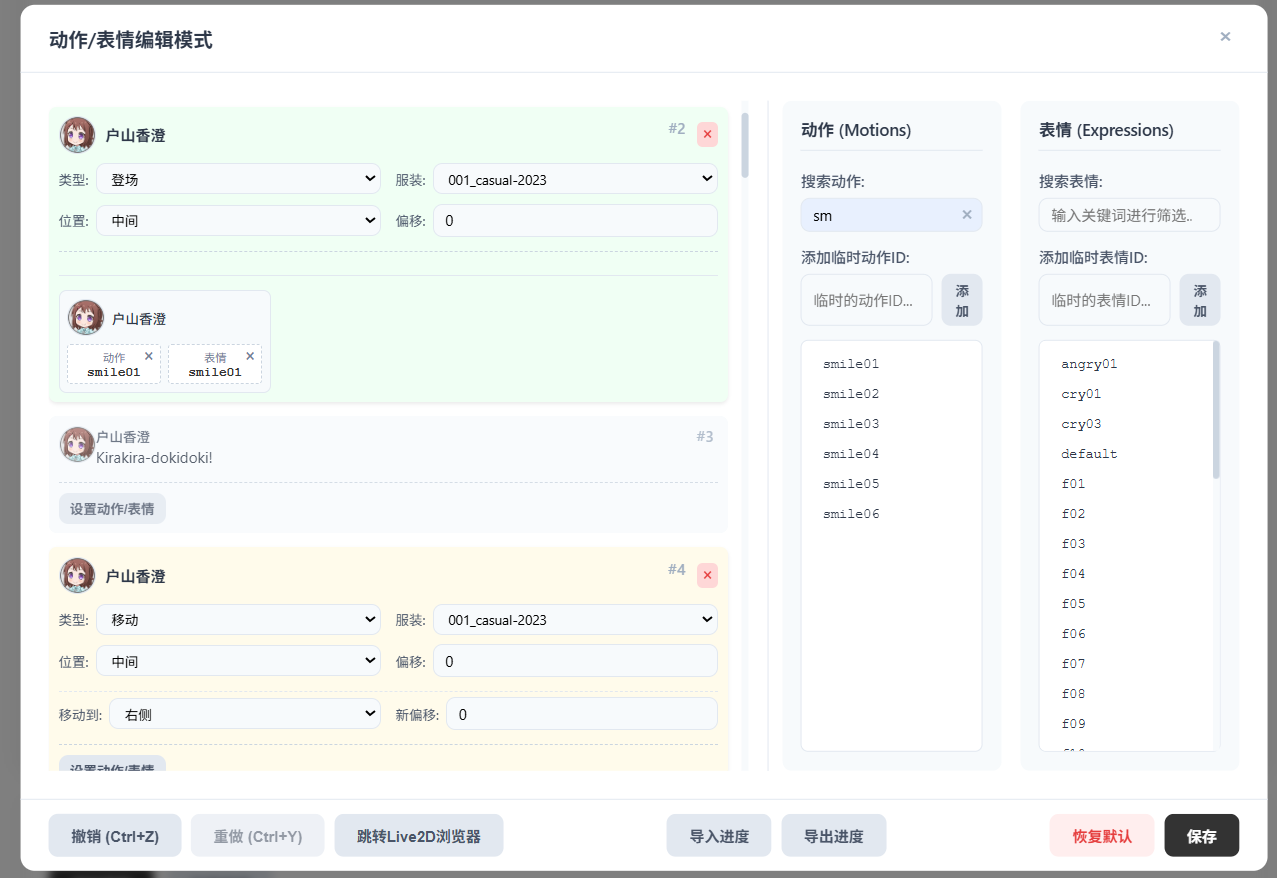 动作/表情编辑模式
×
户山香澄
#2
×
类型: 登场 服装: 001_casual-2023
位置: 中间 偏移: 0
户山香澄
动作 × 表情 ×
smile01 smile01
户山香澄
#3
Kirakira-dokidoki!
设置动作/表情
户山香澄
#4
×
类型: 移动 服装: 001_casual-2023
位置: 中间 偏移: 0
移动到: 右侧 新偏移: 0
设置动作/表情
动作 (Motions)
搜索动作:
sm ×
添加临时动作ID:
临时的动作ID... 添加
smile01
smile02
smile03
smile04
smile05
smile06
表情 (Expressions)
搜索表情:
输入关键词进行筛选..
添加临时表情ID:
临时的表情ID... 添加
angry01
cry01
cry03
default
f01
f02
f03
f04
f05
f06
f07
f08
f09
撤销 (Ctrl+Z) 重做 (Ctrl+Y) 跳转Live2D浏览器 导入进度 导出进度 恢复默认 保存